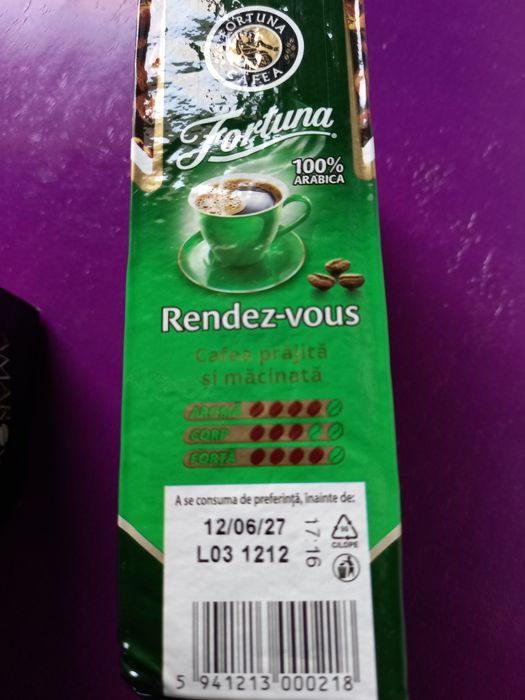 FORTUNA
CAFEA
Fortuna
100%
ARABICA
Rendez-vous
Cafea prăjită
și măcinată
AROMĂ
CORP
FORȚĂ
A se consuma de preferință, înainte de:
12/06/27
L03 1212
17:16
90
C/LDPE
5 941213 000218